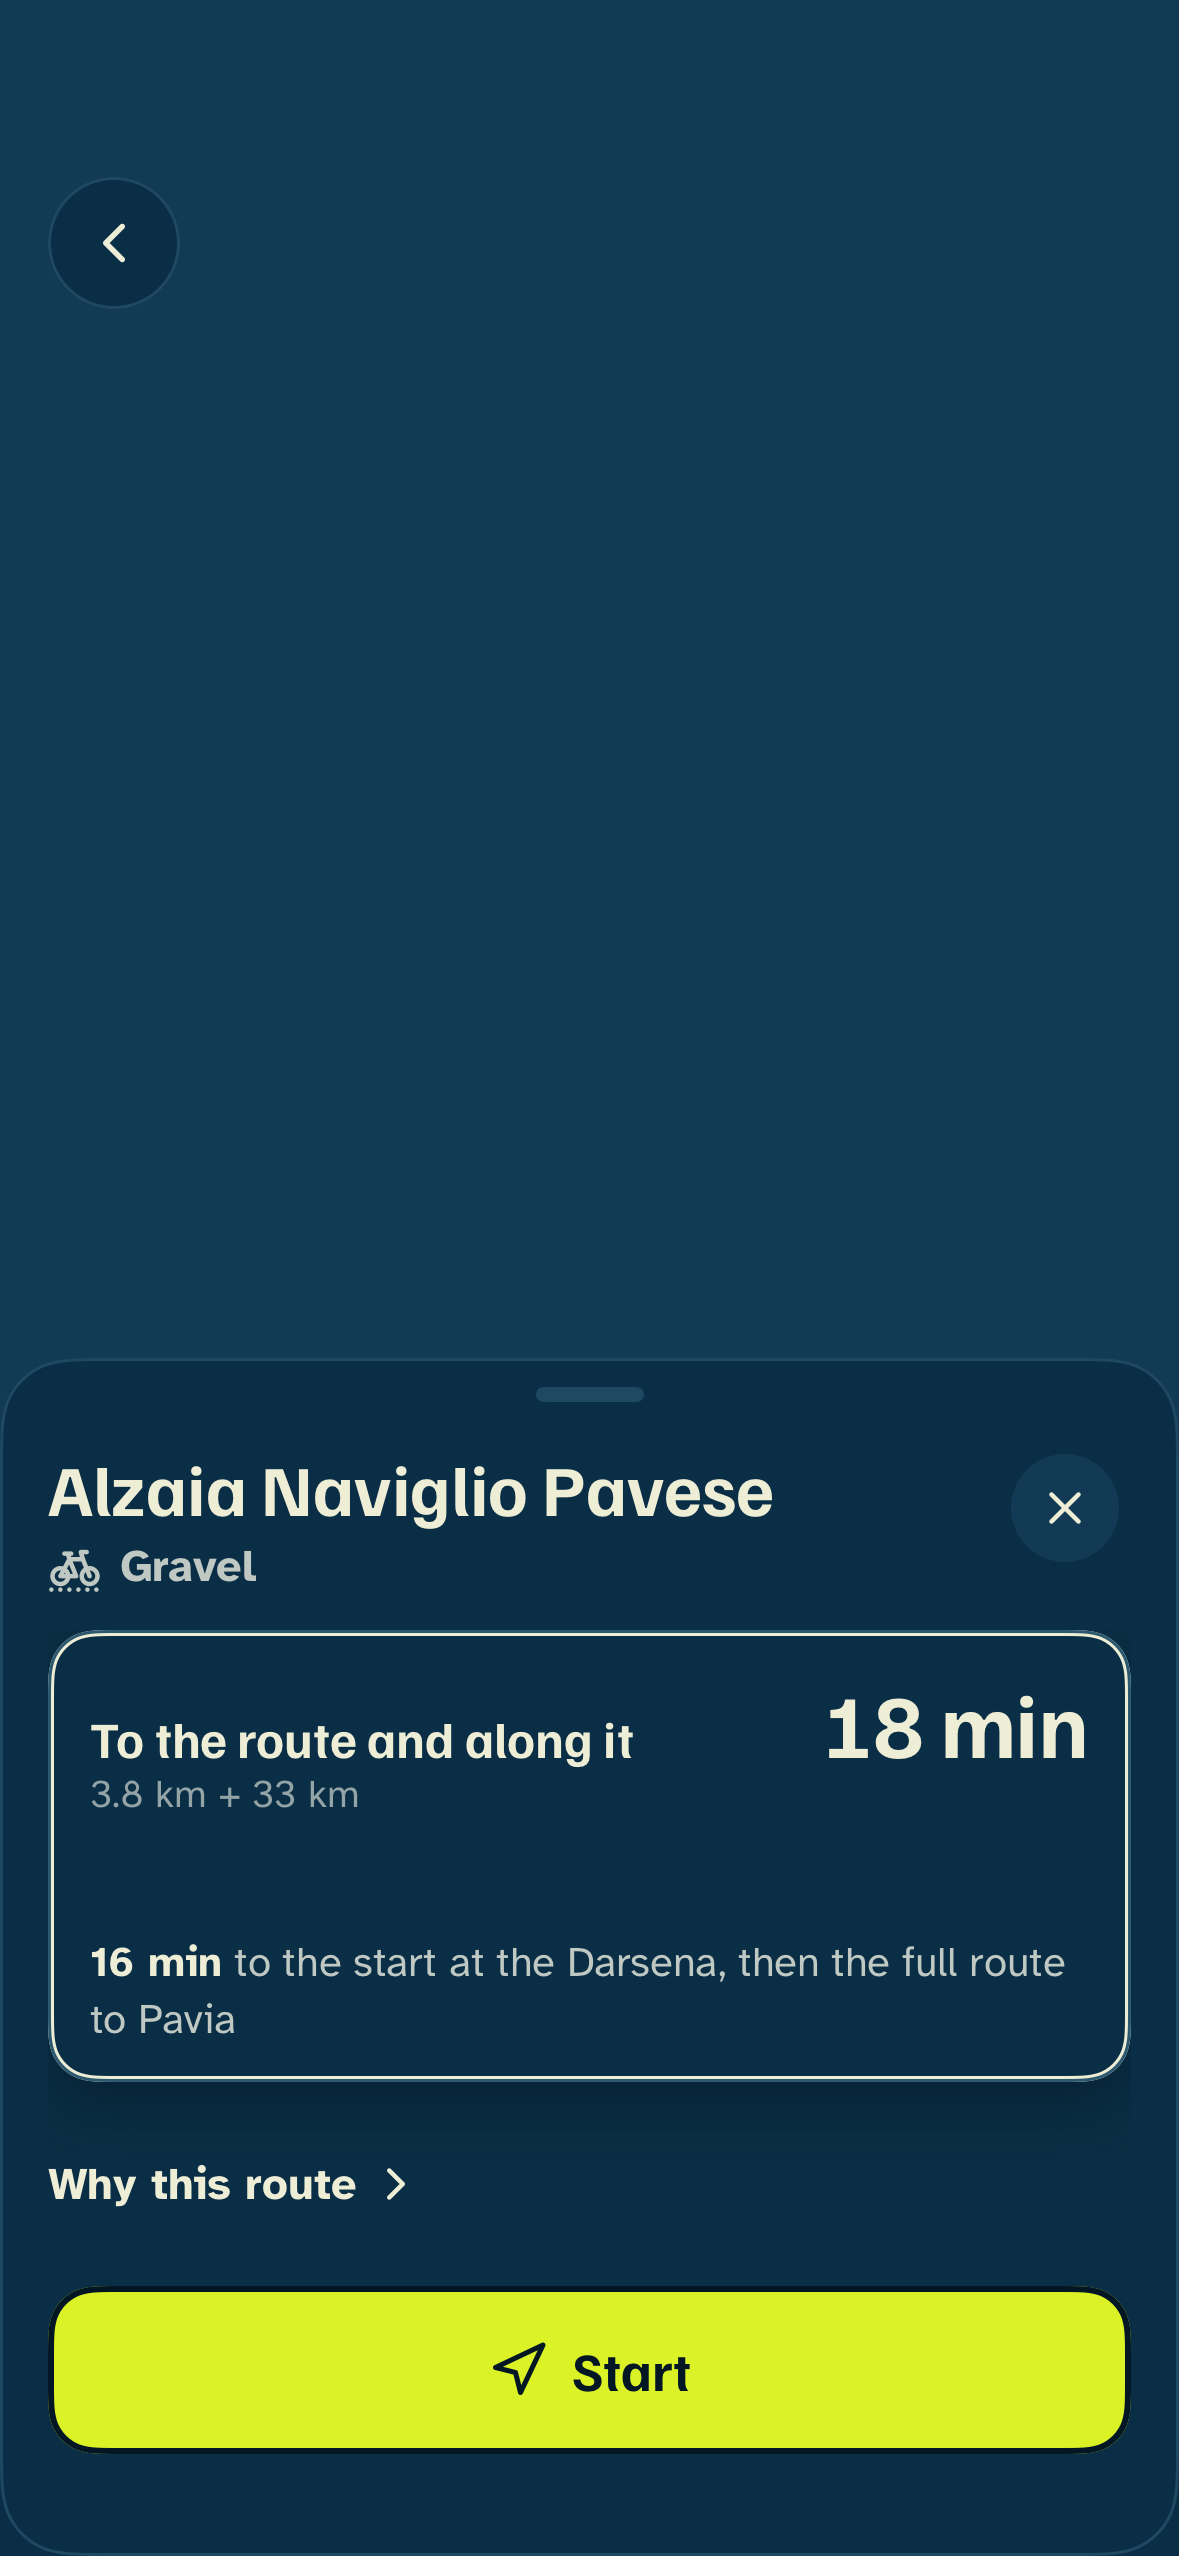 Alzaia Naviglio Pavese
Gravel
To the route and along it
18 min
3.8 km + 33 km
16 min to the start at the Darsena, then the full route
to Pavia
Why this route
Start